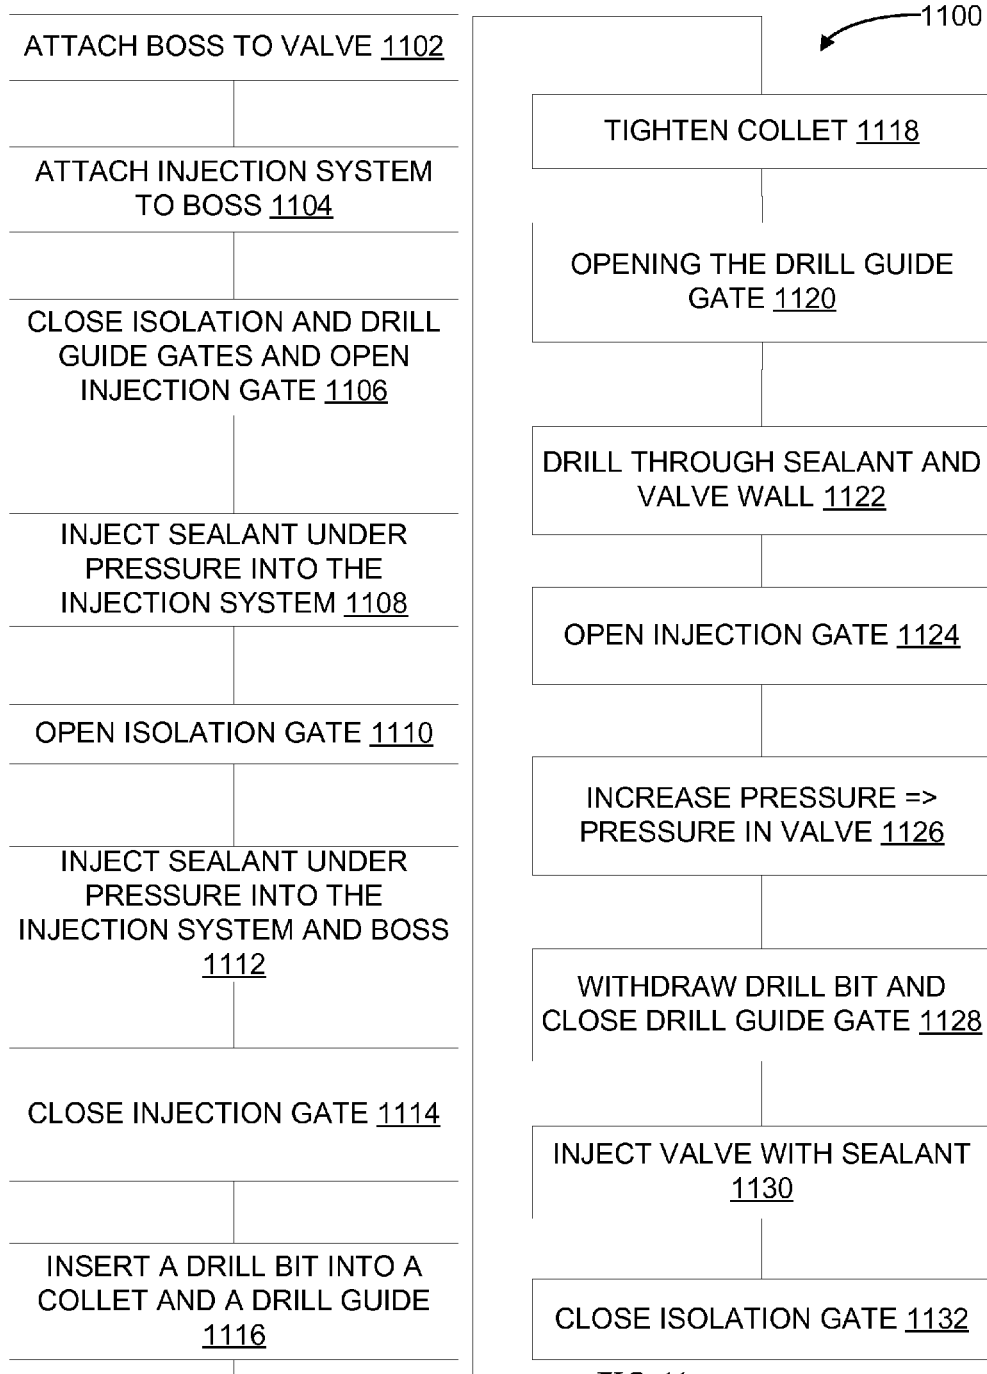 ATTACH BOSS TO VALVE 1102
ATTACH INJECTION SYSTEM
TO BOSS 1104
CLOSE ISOLATION AND DRILL
GUIDE GATES AND OPEN
INJECTION GATE 1106
INJECT SEALANT UNDER
PRESSURE INTO THE
INJECTION SYSTEM 1108
OPEN ISOLATION GATE 1110
INJECT SEALANT UNDER
PRESSURE INTO THE
INJECTION SYSTEM AND BOSS
1112
CLOSE INJECTION GATE 1114
INSERT A DRILL BIT INTO A
COLLET AND A DRILL GUIDE
1116
1100
TIGHTEN COLLET 1118
OPENING THE DRILL GUIDE
GATE 1120
DRILL THROUGH SEALANT AND
VALVE WALL 1122
OPEN INJECTION GATE 1124
INCREASE PRESSURE =>
PRESSURE IN VALVE 1126
WITHDRAW DRILL BIT AND
CLOSE DRILL GUIDE GATE 1128
INJECT VALVE WITH SEALANT
1130
CLOSE ISOLATION GATE 1132